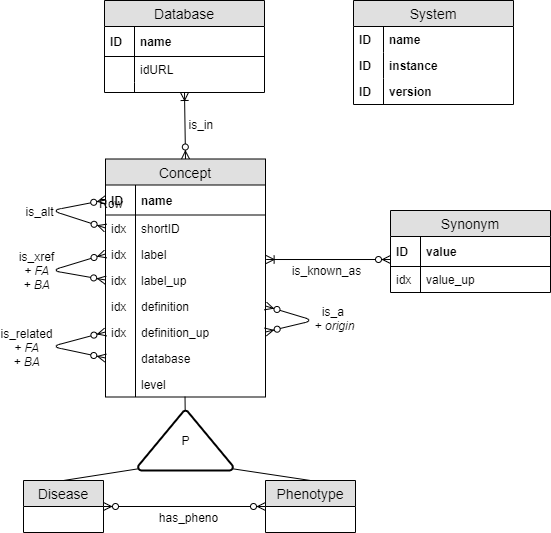 Database
ID name
idURL
System
ID name
ID instance
ID version
is_in
Concept
ID name
Row
is_alt
idx shortID
idx label
is_xref
+ FA
+ BA
idx label_up
idx definition
idx definition_up
is_related
+ FA
+ BA
database
level
Synonym
ID value
idx value_up
is_known_as
is_a
+ origin
P
Disease
Phenotype
has_pheno